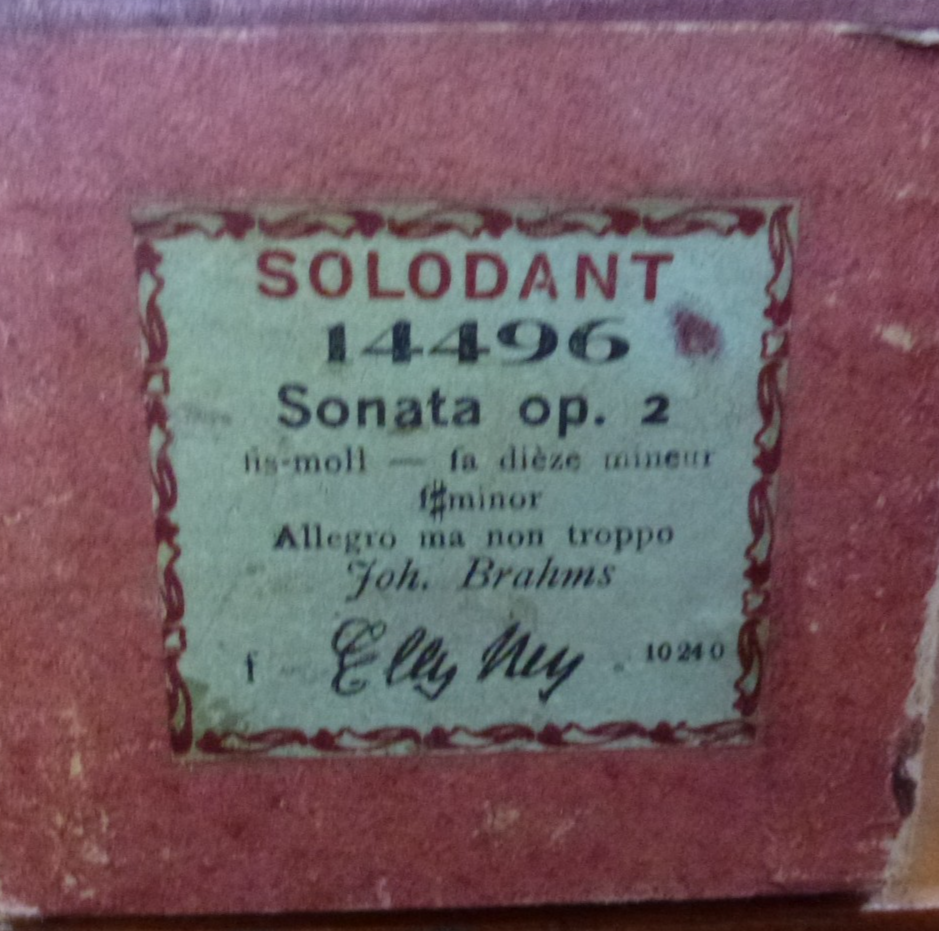 SOLODANT
14496
Sonata op. 2
fis-moll — fa dièze mineur
f♯minor
Allegro ma non troppo
Joh. Brahms
f Elly Ney 10240